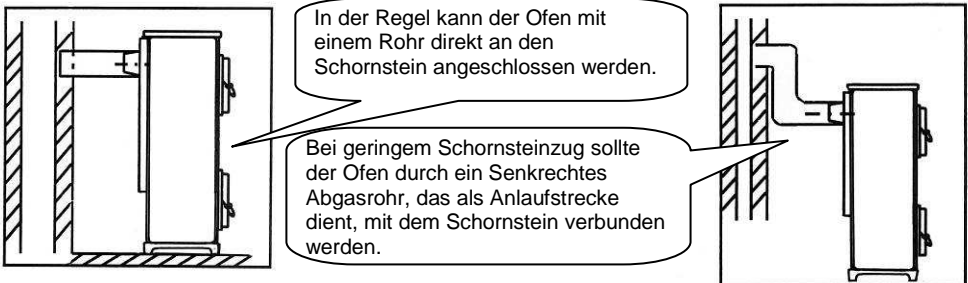 In der Regel kann der Ofen mit
einem Rohr direkt an den
Schornstein angeschlossen werden.
Bei geringem Schornsteinzug sollte
der Ofen durch ein Senkrechtes
Abgasrohr, das als Anlaufstrecke
dient, mit dem Schornstein verbunden
werden.